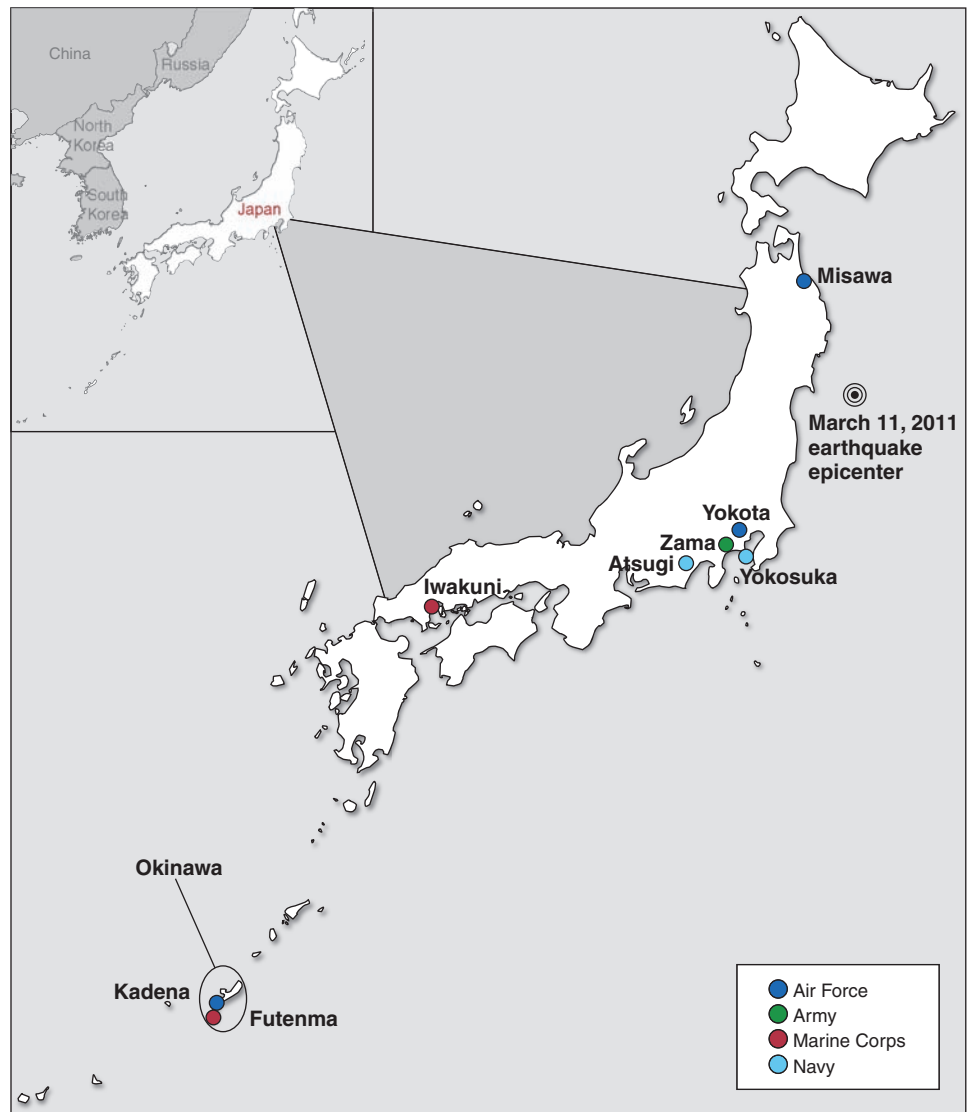 China
Russia
North
Korea
South
Korea
Japan
Misawa
March 11, 2011
earthquake
epicenter
Yokota
Zama
Atsugi
Yokosuka
Iwakuni
Okinawa
Kadena
Futenma
Air Force
Army
Marine Corps
Navy